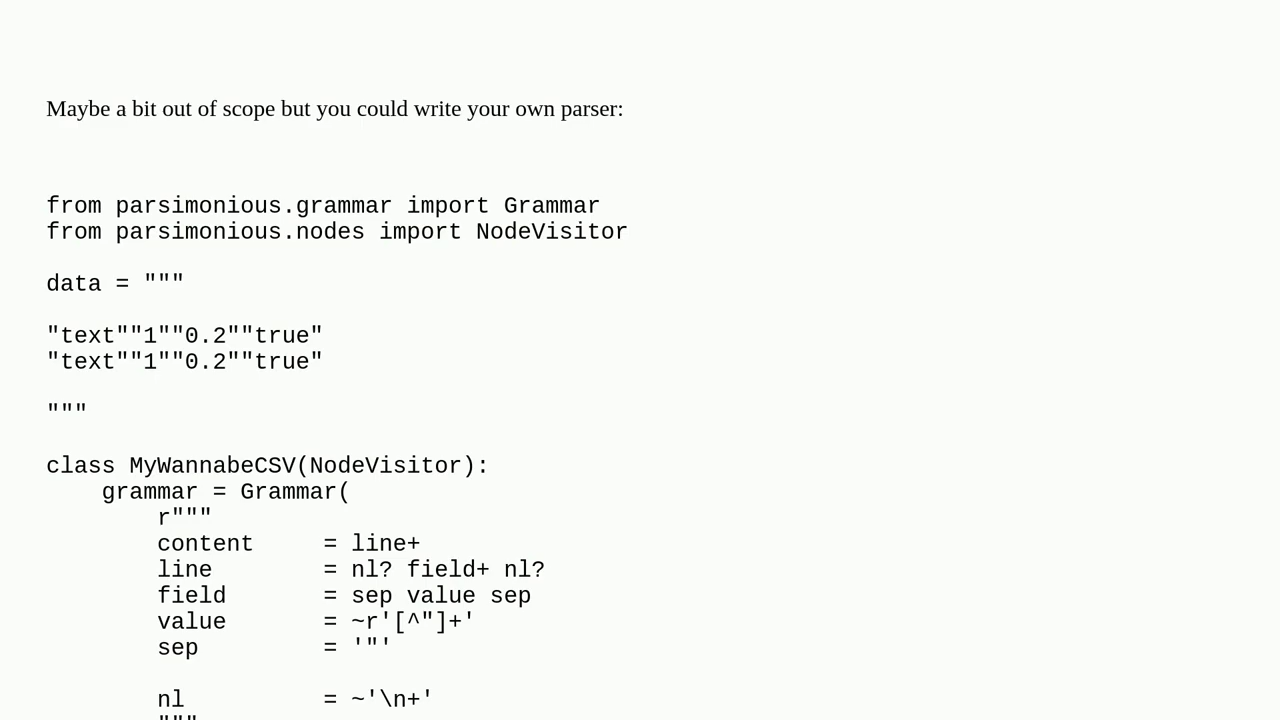 Maybe a bit out of scope but you could write your own parser:
from parsimonious.grammar import Grammar
from parsimonious.nodes import NodeVisitor
data = """
"text""1""0.2""true"
"text""1""0.2""true"
"""
class MyWannabeCSV(NodeVisitor):
    grammar = Grammar(
        r"""
        content     = line+
        line        = nl? field+ nl?
        field       = sep value sep
        value       = ~r'[^"]+'
        sep         = '"'
        nl          = ~'\n+'
        """